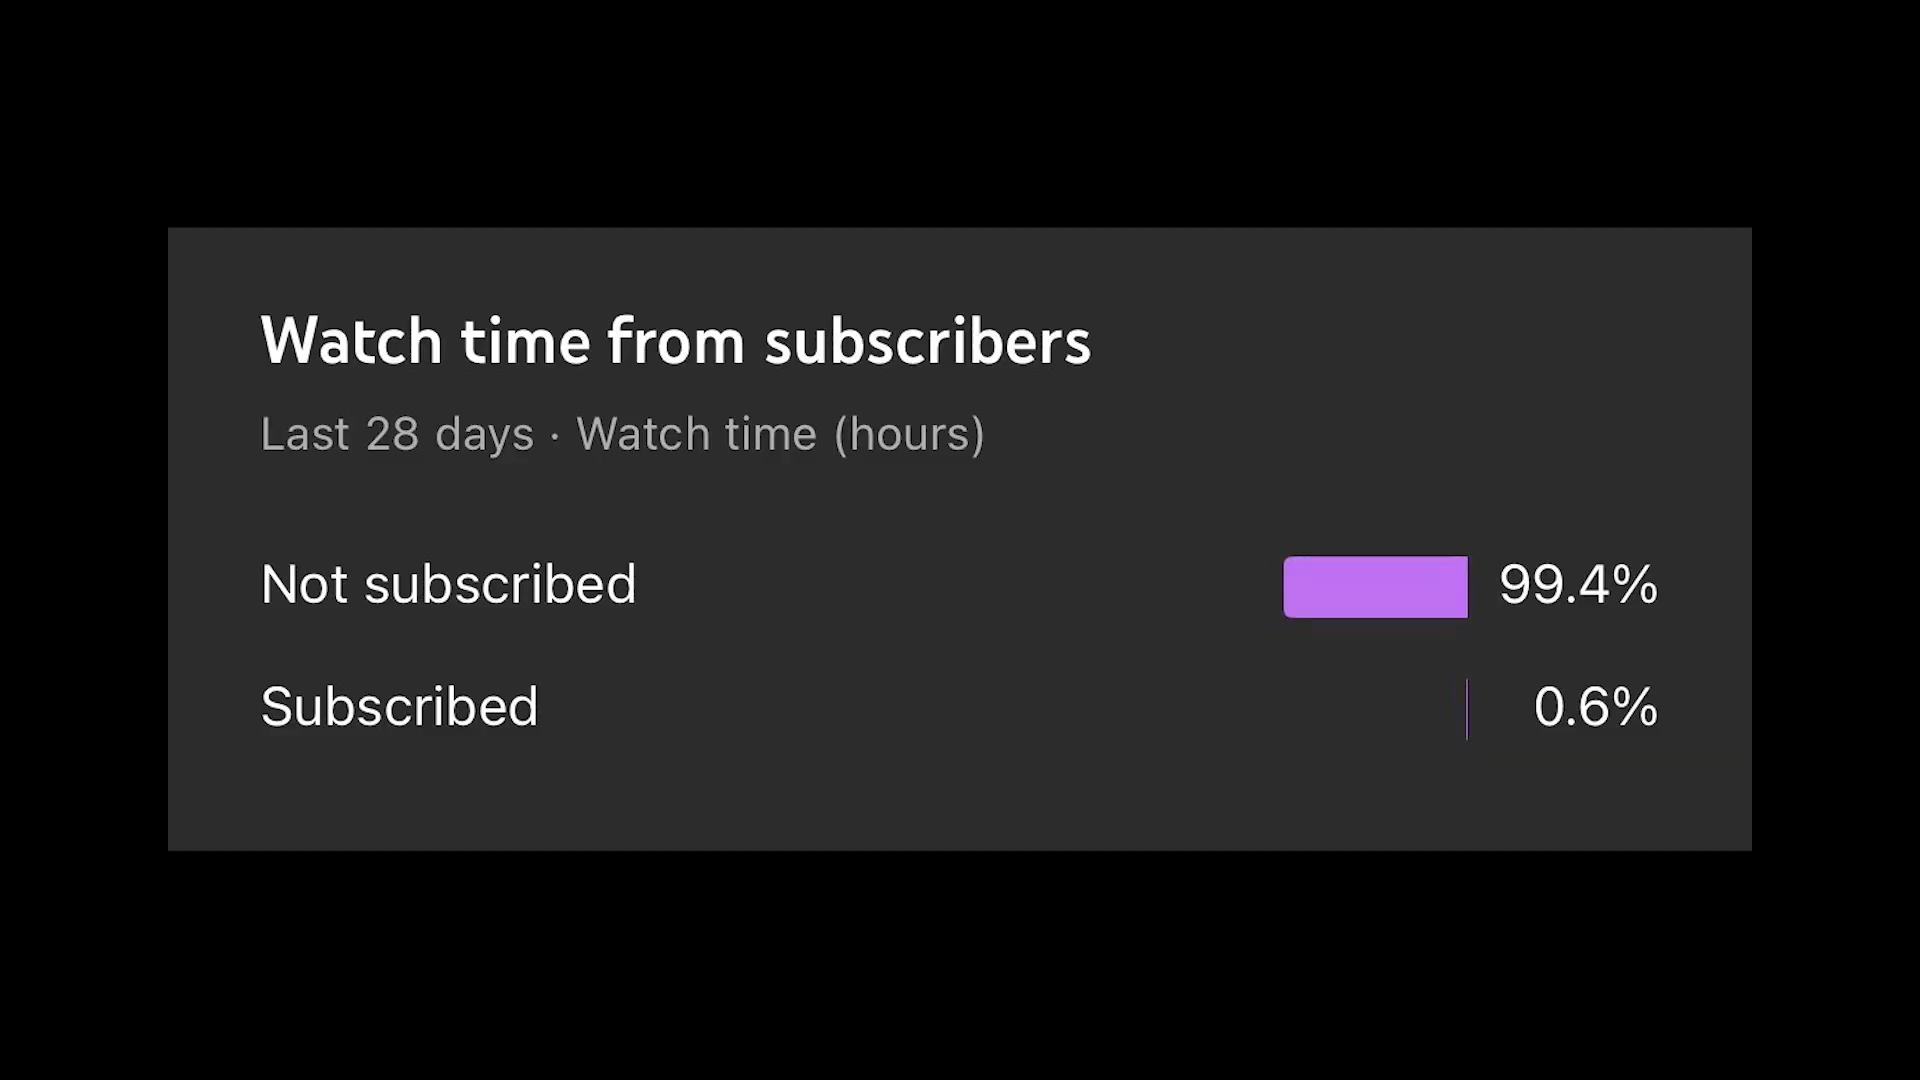 Watch time from subscribers
Last 28 days · Watch time (hours)
Not subscribed 99.4%
Subscribed 0.6%